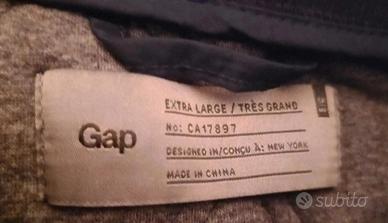 Gap
EXTRA LARGE / TRÈS GRAND
NO: CA17897
DESIGNED IN/CONÇU À: NEW YORK
MADE IN CHINA
subito